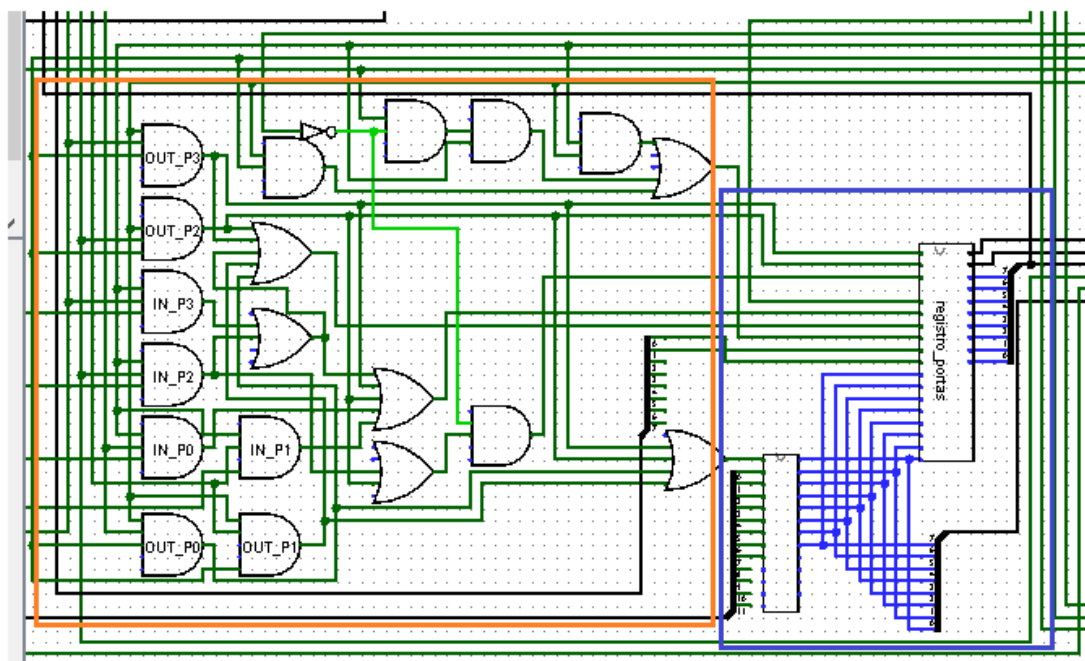 OUT_P3
OUT_P2
IN_P3
IN_P2
IN_P0
IN_P1
OUT_P0
OUT_P1
registro_portas